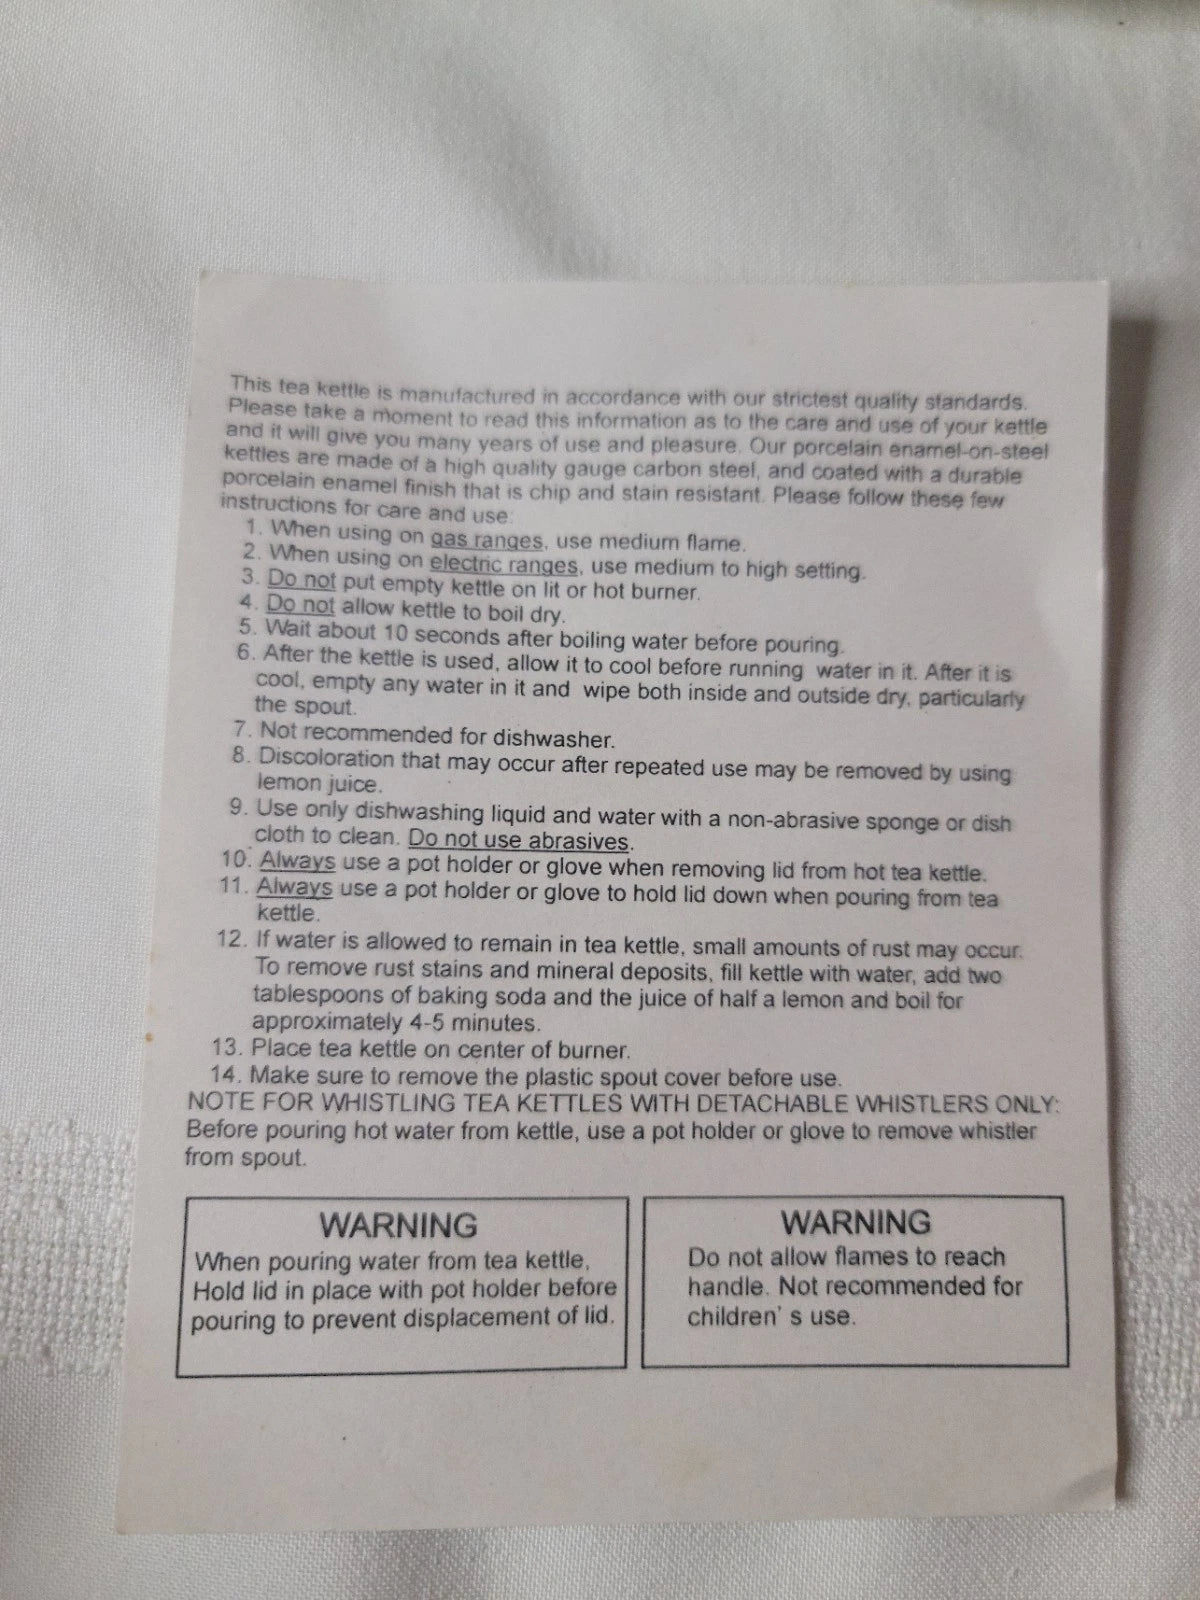 This tea kettle is manufactured in accordance with our strictest quality standards.
Please take a moment to read this information as to the care and use of your kettle
and it will give you many years of use and pleasure. Our porcelain enamel-on-steel
kettles are made of a high quality gauge carbon steel, and coated with a durable
porcelain enamel finish that is chip and stain resistant. Please follow these few
instructions for care and use:
1. When using on gas ranges, use medium flame.
2. When using on electric ranges, use medium to high setting.
3. Do not put empty kettle on lit or hot burner.
4. Do not allow kettle to boil dry.
5. Wait about 10 seconds after boiling water before pouring.
6. After the kettle is used, allow it to cool before running water in it. After it is
cool, empty any water in it and wipe both inside and outside dry, particularly
the spout.
7. Not recommended for dishwasher.
8. Discoloration that may occur after repeated use may be removed by using
lemon juice.
9. Use only dishwashing liquid and water with a non-abrasive sponge or dish
cloth to clean. Do not use abrasives.
10. Always use a pot holder or glove when removing lid from hot tea kettle.
11. Always use a pot holder or glove to hold lid down when pouring from tea
kettle.
12. If water is allowed to remain in tea kettle, small amounts of rust may occur.
To remove rust stains and mineral deposits, fill kettle with water, add two
tablespoons of baking soda and the juice of half a lemon and boil for
approximately 4-5 minutes.
13. Place tea kettle on center of burner.
14. Make sure to remove the plastic spout cover before use.
NOTE FOR WHISTLING TEA KETTLES WITH DETACHABLE WHISTLERS ONLY:
Before pouring hot water from kettle, use a pot holder or glove to remove whistler
from spout.
WARNING
When pouring water from tea kettle,
Hold lid in place with pot holder before
pouring to prevent displacement of lid.
WARNING
Do not allow flames to reach
handle. Not recommended for
children' s use.